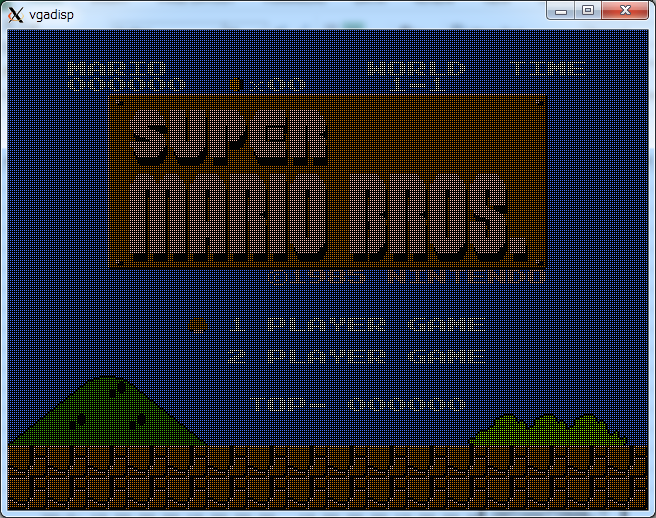 vgadisp
MARIO WORLD TIME
000000 x00 1-1
SUPER
MARIO BROS.
©1985 NINTENDO
1 PLAYER GAME
2 PLAYER GAME
TOP- 000000